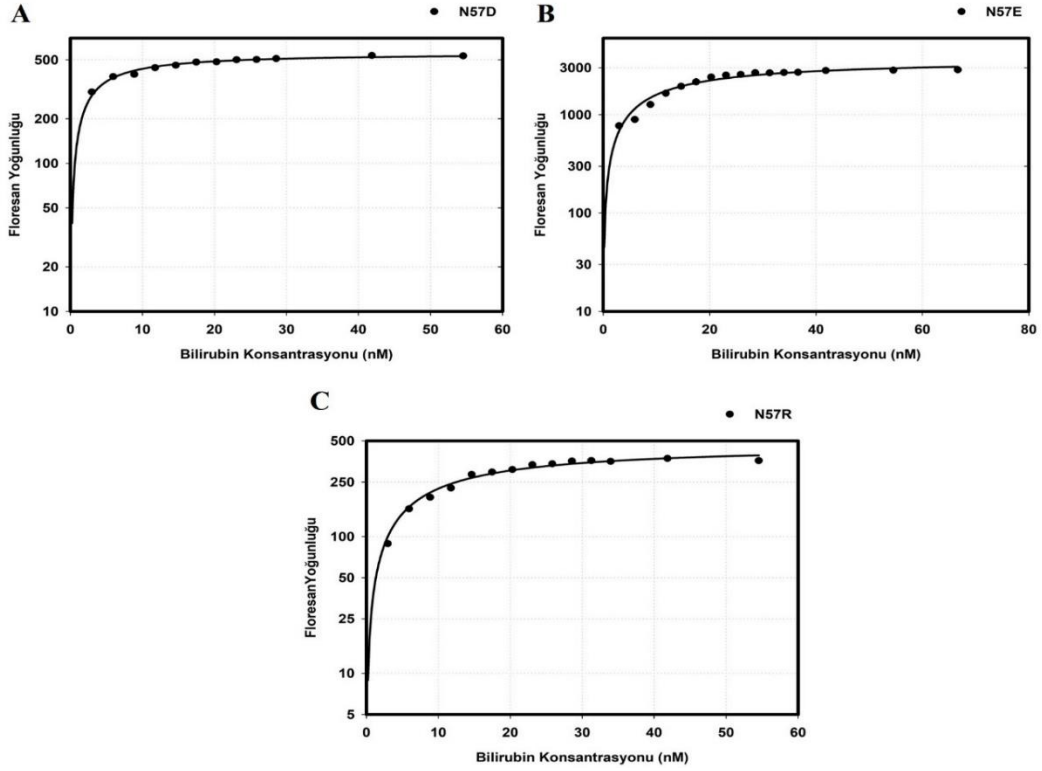 A
N57D
Floresan Yoğunluğu
500
200
100
50
20
10
0 10 20 30 40 50 60
Bilirubin Konsantrasyonu (nM)
B
N57E
Floresan Yoğunluğu
3000
1000
300
100
30
10
0 20 40 60 80
Bilirubin Konsantrasyonu (nM)
C
N57R
FloresanYoğunluğu
500
250
100
50
25
10
5
0 10 20 30 40 50 60
Bilirubin Konsantrasyonu (nM)